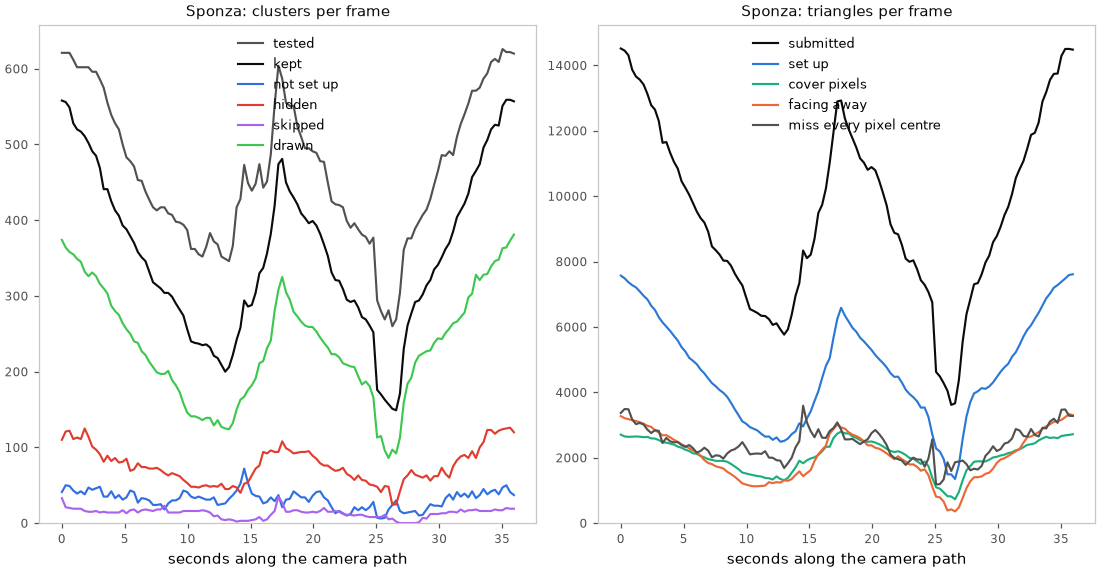 Sponza: clusters per frame
tested
kept
not set up
hidden
skipped
drawn
600
500
400
300
200
100
0
0 5 10 15 20 25 30 35
seconds along the camera path
Sponza: triangles per frame
submitted
set up
cover pixels
facing away
miss every pixel centre
14000
12000
10000
8000
6000
4000
2000
0
0 5 10 15 20 25 30 35
seconds along the camera path